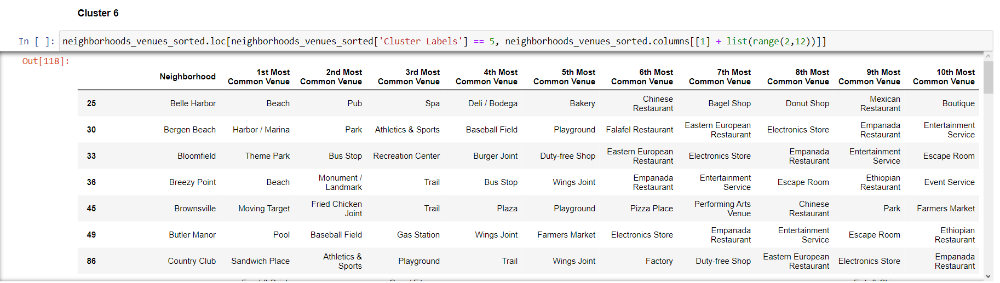 Cluster 6
In [ ]: neighborhoods_venues_sorted.loc[neighborhoods_venues_sorted['Cluster Labels'] == 5, neighborhoods_venues_sorted.columns[[1] + list(range(2,12))]]
Out[118]:
Neighborhood 1st Most Common Venue 2nd Most Common Venue 3rd Most Common Venue 4th Most Common Venue 5th Most Common Venue 6th Most Common Venue 7th Most Common Venue 8th Most Common Venue 9th Most Common Venue 10th Most Common Venue
25 Belle Harbor Beach Pub Spa Deli / Bodega Bakery Chinese Restaurant Bagel Shop Donut Shop Mexican Restaurant Boutique
30 Bergen Beach Harbor / Marina Park Athletics & Sports Baseball Field Playground Falafel Restaurant Eastern European Restaurant Electronics Store Empanada Restaurant Entertainment Service
33 Bloomfield Theme Park Bus Stop Recreation Center Burger Joint Duty-free Shop Eastern European Restaurant Electronics Store Empanada Restaurant Entertainment Service Escape Room
36 Breezy Point Beach Monument / Landmark Trail Bus Stop Wings Joint Empanada Restaurant Entertainment Service Escape Room Ethiopian Restaurant Event Service
45 Brownsville Moving Target Fried Chicken Joint Trail Plaza Playground Pizza Place Performing Arts Venue Chinese Restaurant Park Farmers Market
49 Butler Manor Pool Baseball Field Gas Station Wings Joint Farmers Market Electronics Store Empanada Restaurant Entertainment Service Escape Room Ethiopian Restaurant
86 Country Club Sandwich Place Athletics & Sports Playground Trail Wings Joint Factory Duty-free Shop Eastern European Restaurant Electronics Store Empanada Restaurant